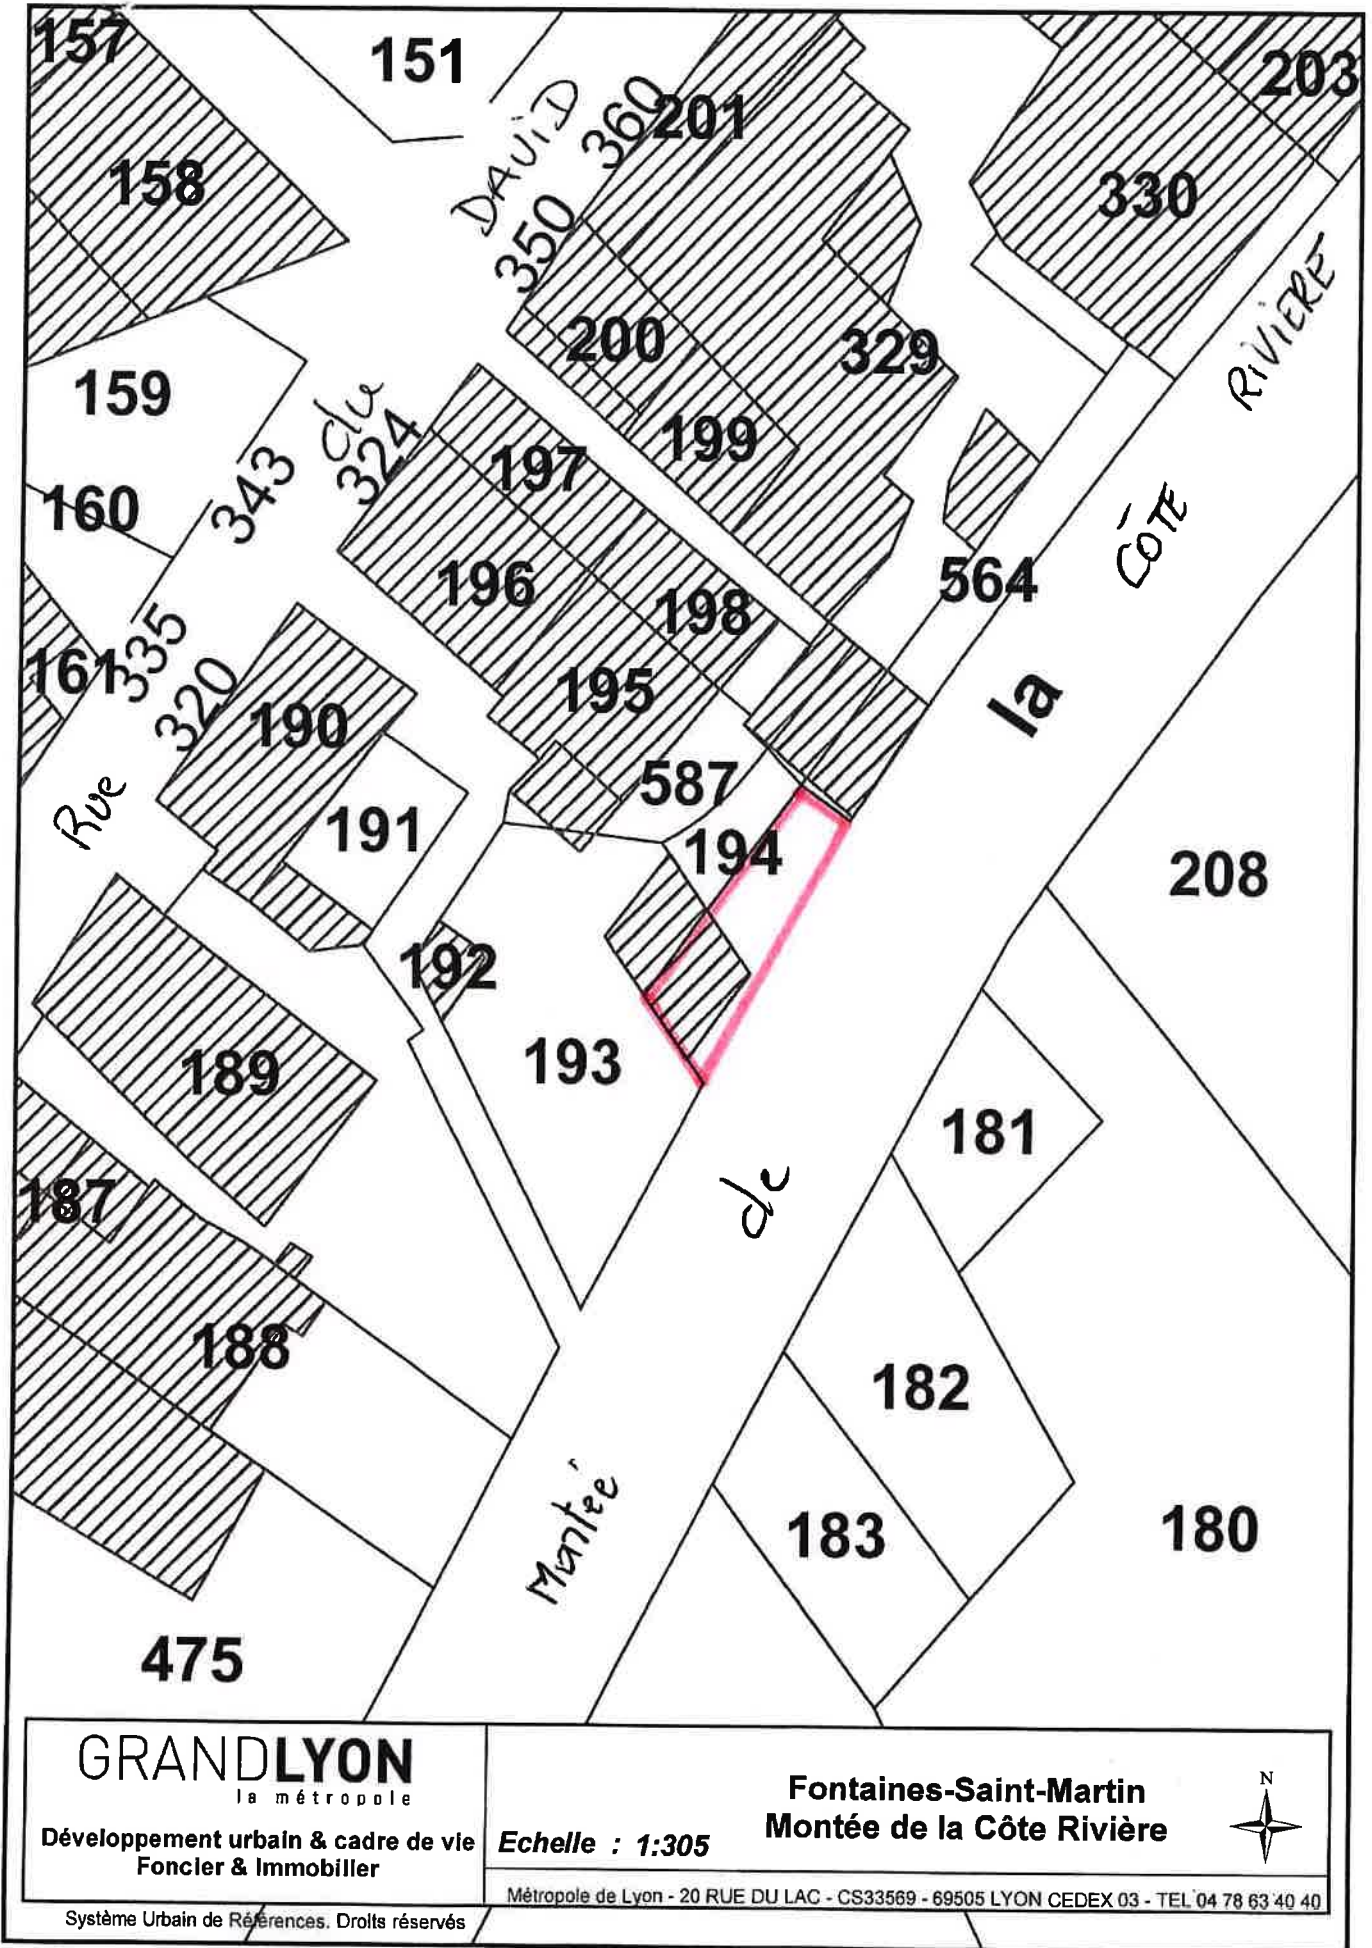 157
151
DAVID
360
201
203
158
350
330
200
329
RIVIERE
159
du
324
197
199
343
160
CÔTE
196
198
564
161
335
320
195
la
190
587
Rue
191
194
208
192
193
189
181
187
de
188
182
Montée
183
180
475
GRANDLYON
la métropole
Développement urbain & cadre de vie
Foncier & Immobilier
Echelle : 1:305
Fontaines-Saint-Martin
Montée de la Côte Rivière
N
Métropole de Lyon - 20 RUE DU LAC - CS33569 - 69505 LYON CEDEX 03 - TEL 04 78 63 40 40
Système Urbain de Références. Droits réservés